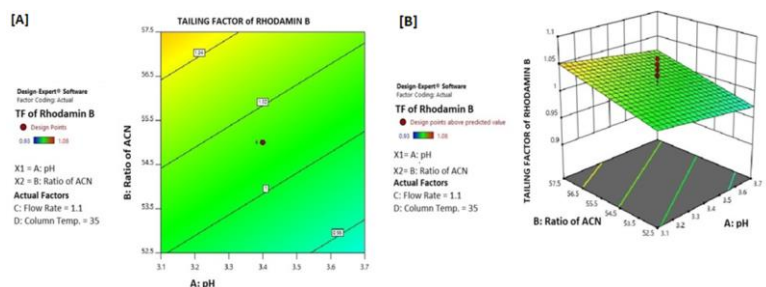 [A]
TAILING FACTOR OF RHODAMIN B
57.5
56.5
55.5
54.5
53.5
52.5
B: Ratio of ACN
3.1 3.2 3.3 3.4 3.5 3.6 3.7
A: pH
1.04
1.02
1
0.98
6
Design-Expert® Software
Factor Coding: Actual
TF of Rhodamin B
Design Points
0.93 1.08
X1 = A: pH
X2 = B: Ratio of ACN
Actual Factors
C: Flow Rate = 1.1
D: Column Temp. = 35
[B]
Design-Expert® Software
Factor Coding: Actual
TF of Rhodamin B
Design points above predicted value
0.93 1.08
X1= A: pH
X2= B: Ratio of ACN
Actual Factors
C: Flow Rate = 1.1
D: Column Temp. = 35
TAILING FACTOR OF RHODAMIN B
1.1
1.05
1
0.95
0.9
57.5
56.5
55.5
54.5
53.5
52.5
B: Ratio of ACN
3.1
3.2
3.3
3.4
3.5
3.6
3.7
A: pH